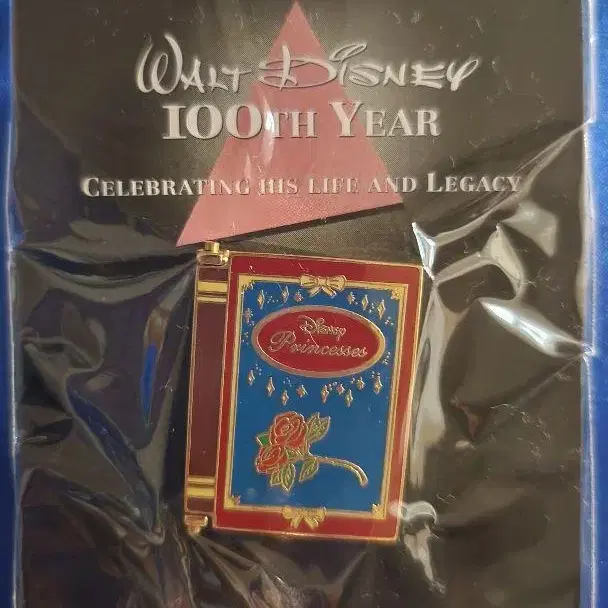 WALT DISNEY
100TH YEAR
CELEBRATING HIS LIFE AND LEGACY
Disney
Princesses